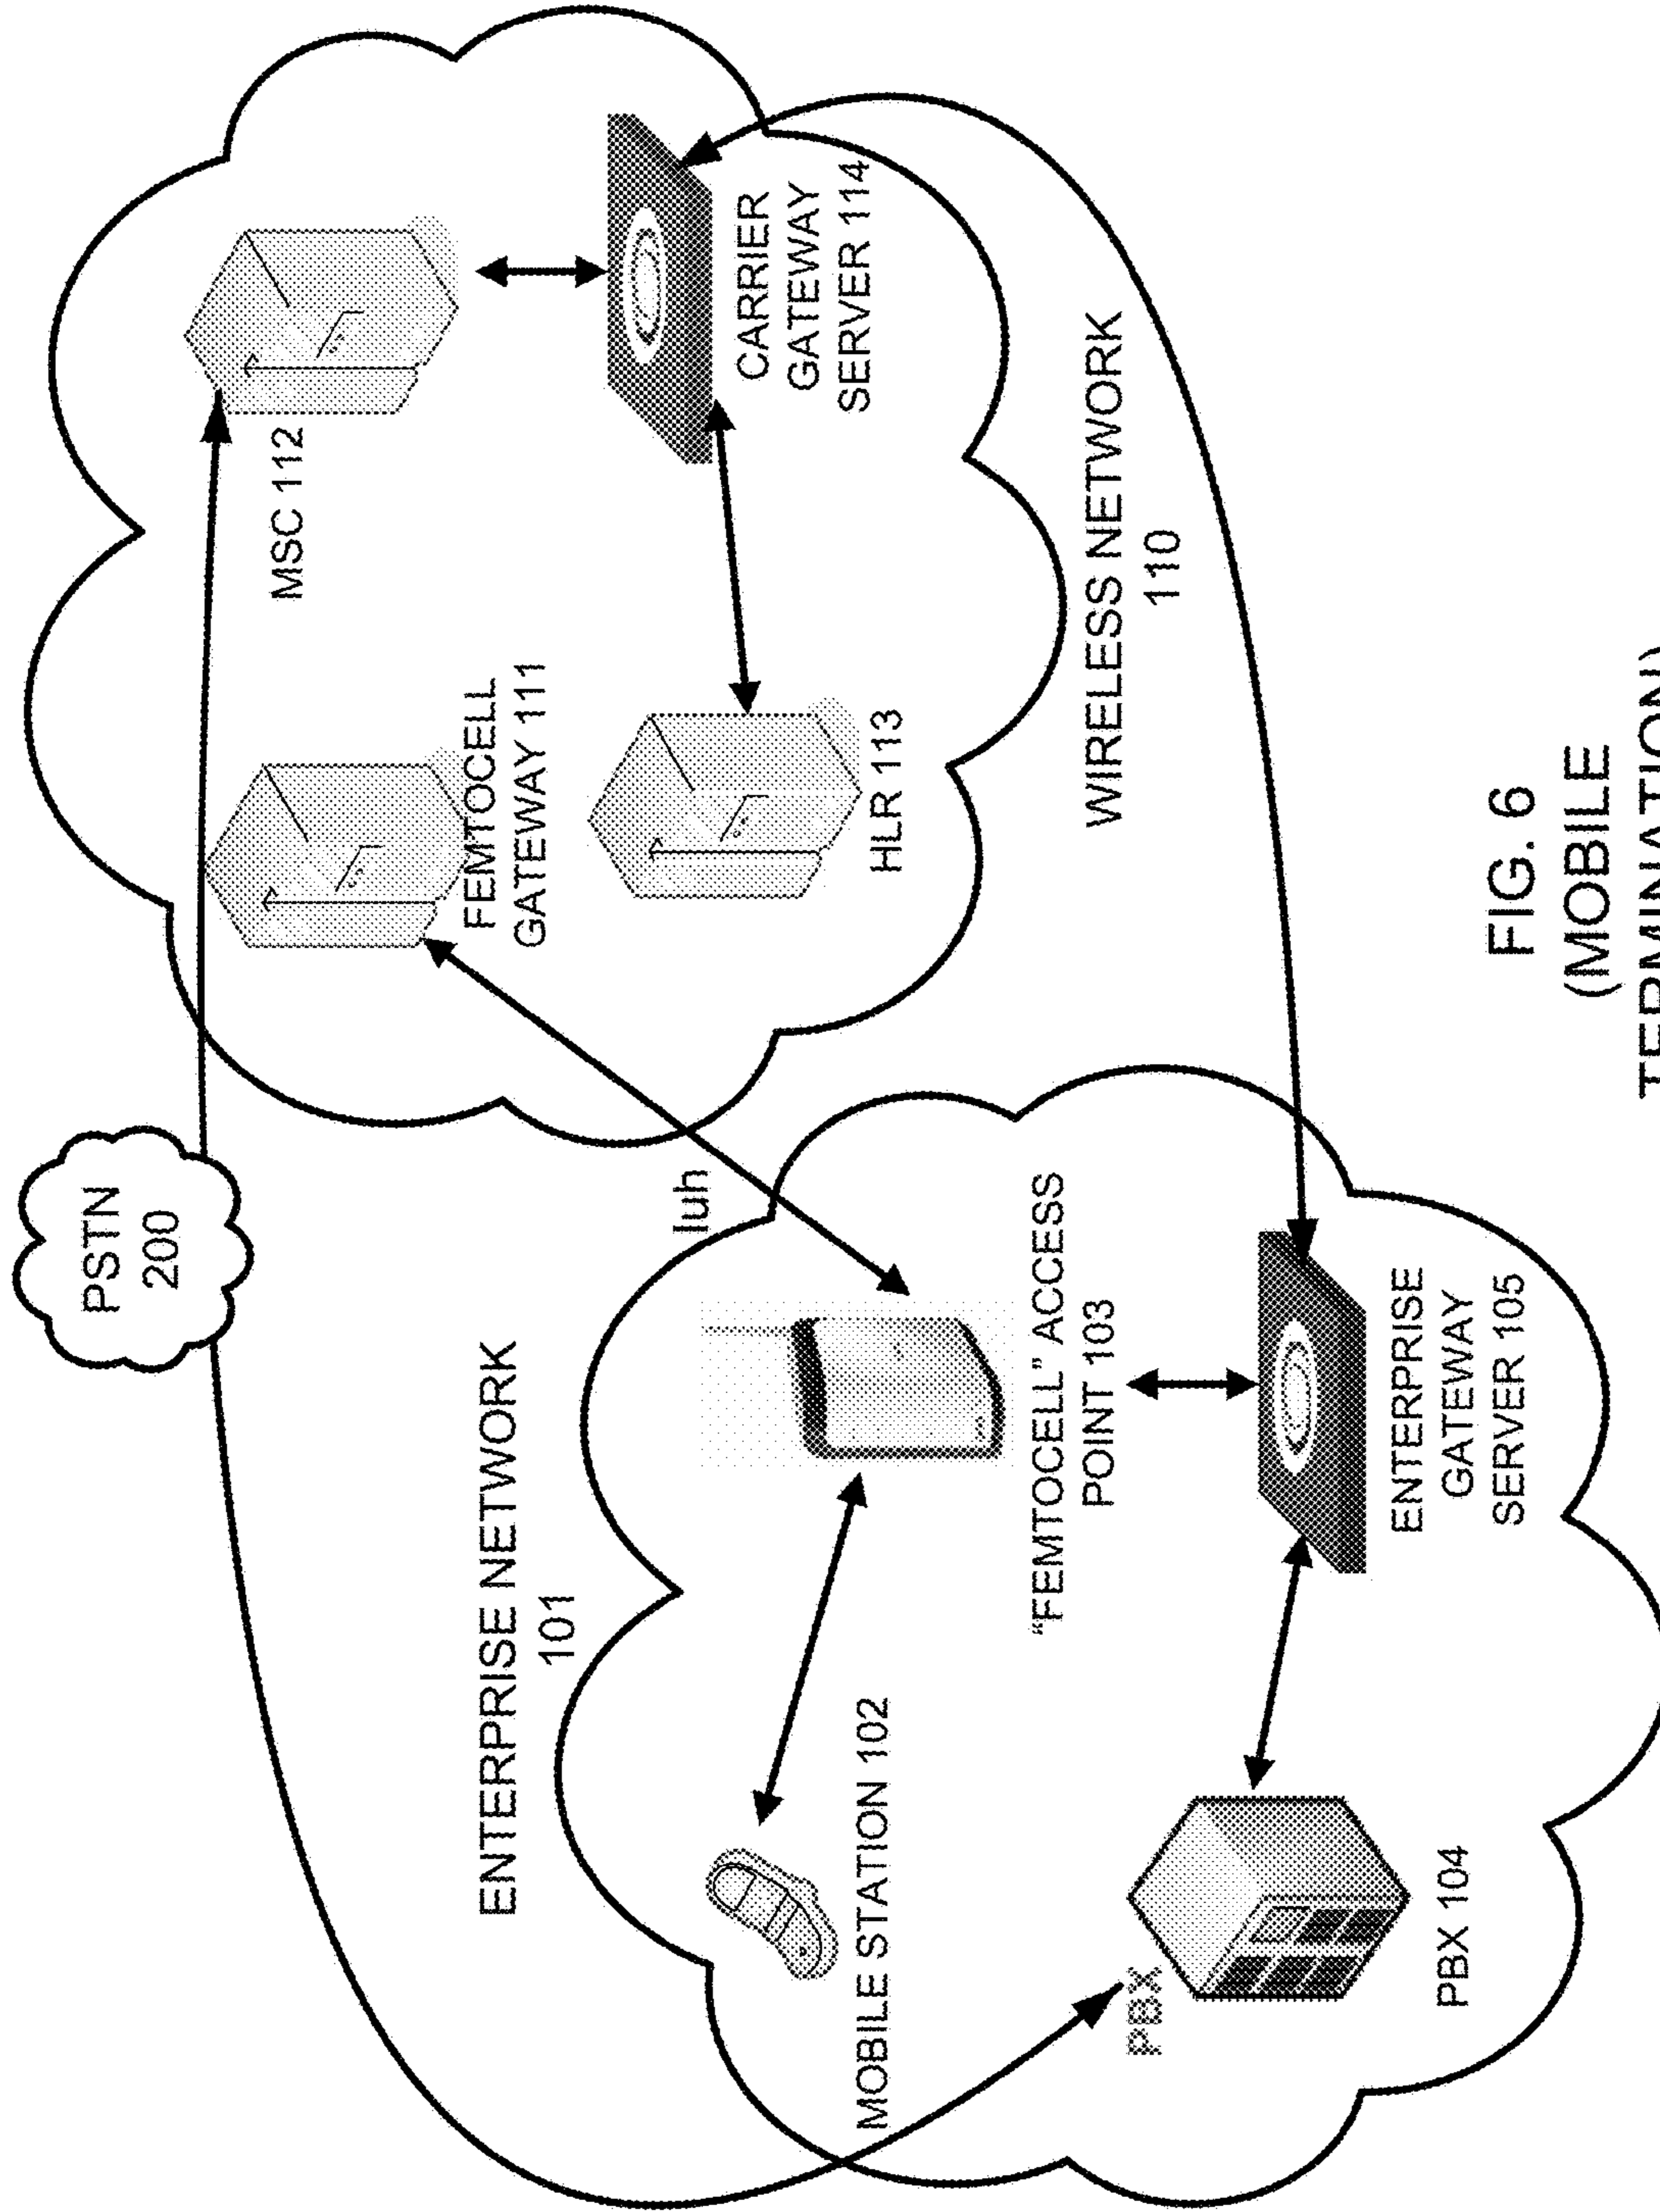 PSTN
200
ENTERPRISE NETWORK
101
Iuh
MOBILE STATION 102
"FEMTOCELL" ACCESS
POINT 103
PBX
PBX 104
ENTERPRISE
GATEWAY
SERVER 105
MSC 112
FEMTOCELL
GATEWAY 111
HLR 113
CARRIER
GATEWAY
SERVER 114
WIRELESS NETWORK
110
FIG. 6
(MOBILE
TERMINATION)